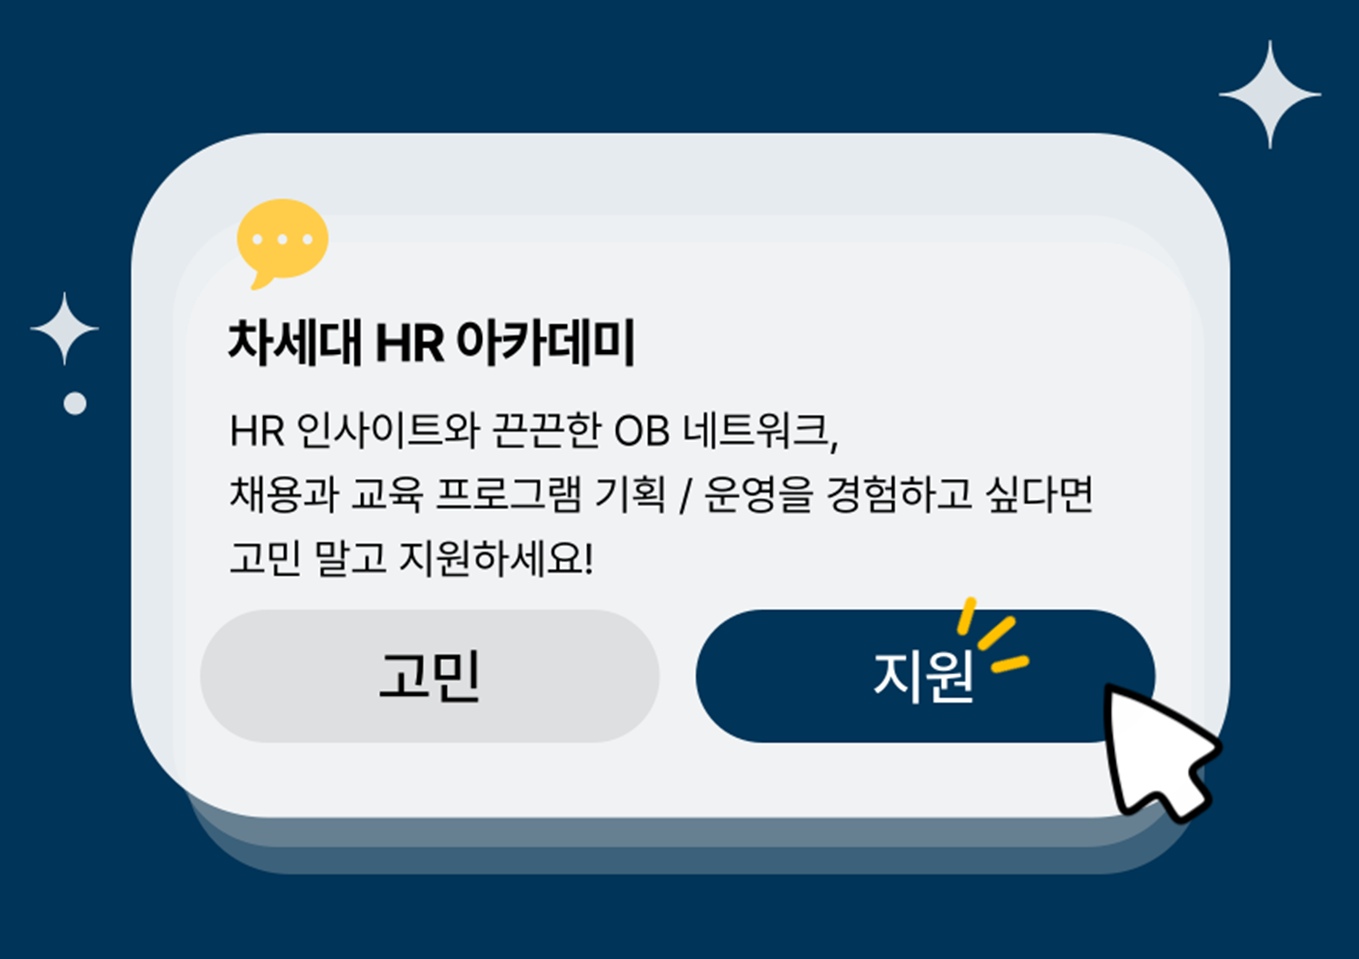 차세대 HR 아카데미
HR 인사이트와 끈끈한 OB 네트워크,
채용과 교육 프로그램 기획 / 운영을 경험하고 싶다면
고민 말고 지원하세요!
고민
지원